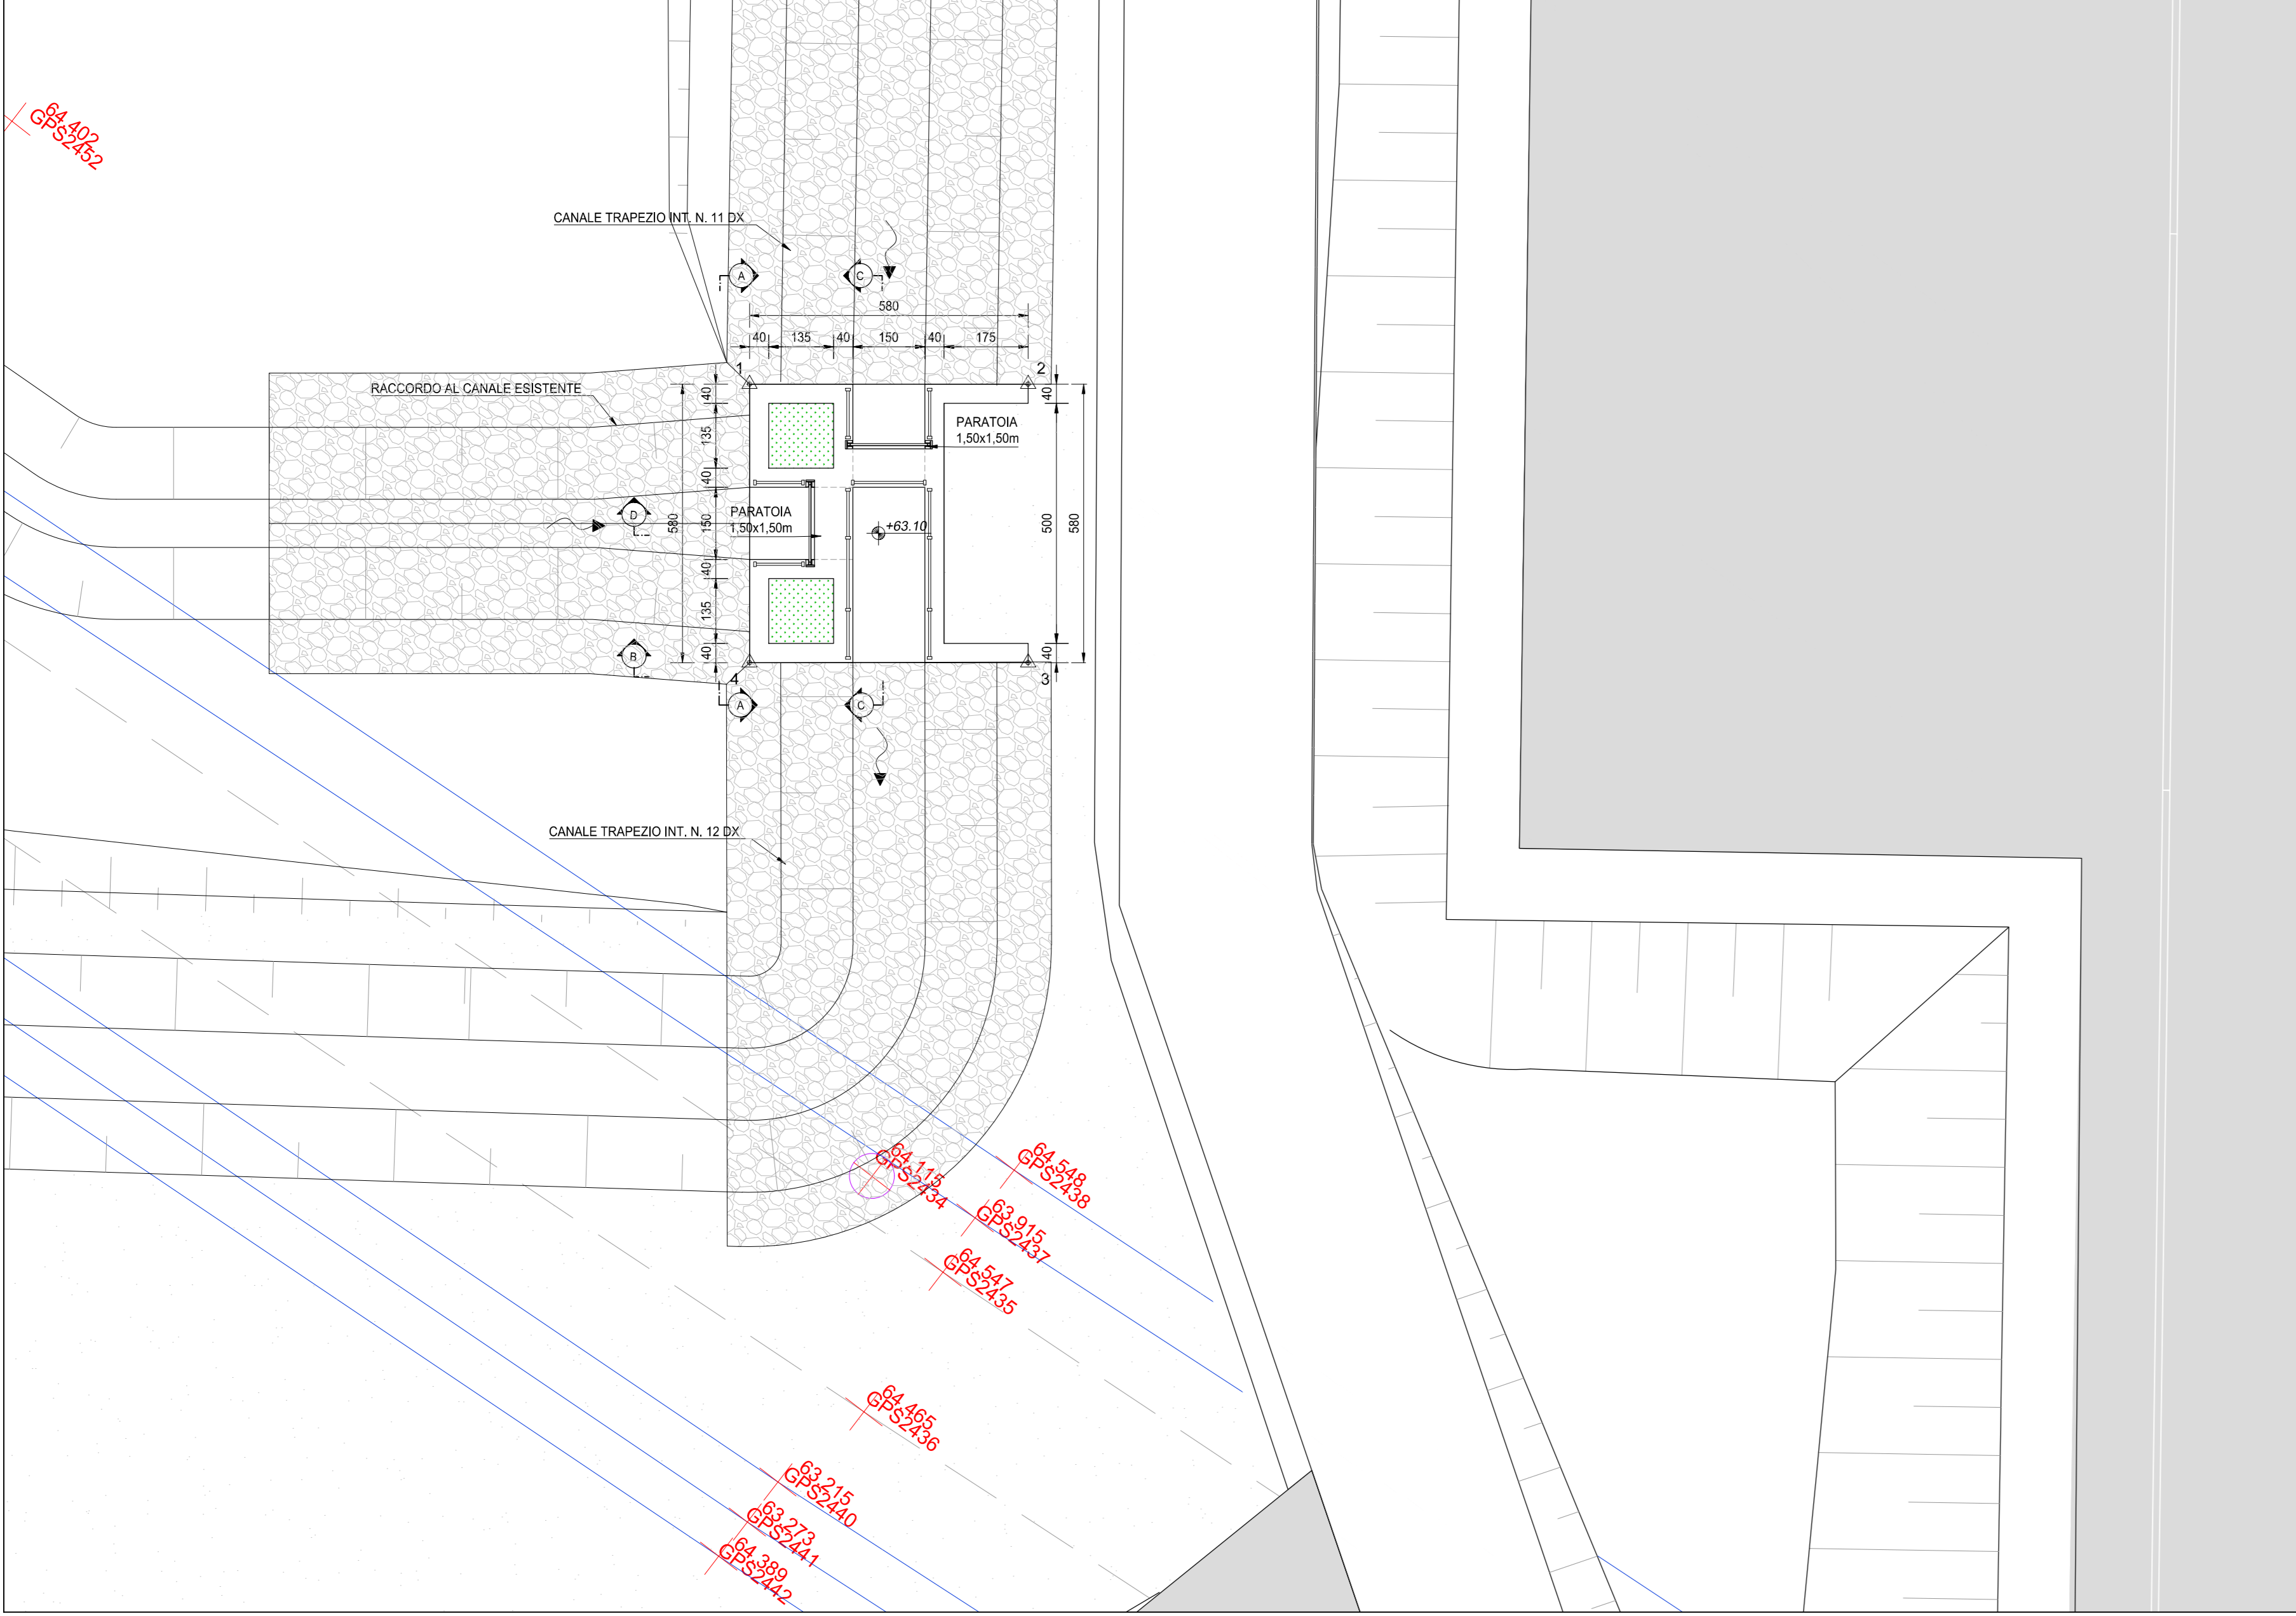 64.402
GPS2452
CANALE TRAPEZIO INT. N. 11 DX
A
C
580
40
135
40
150
40
175
1
2
RACCORDO AL CANALE ESISTENTE
40
40
PARATOIA
1,50x1,50m
135
40
D
PARATOIA
1,50x1,50m
580
150
+63.10
500
580
40
135
B
40
40
4
3
A
C
CANALE TRAPEZIO INT. N. 12 DX
64.115
GPS2434
64.548
GPS2438
63.915
GPS2437
64.547
GPS2435
64.465
GPS2436
63.215
GPS2440
63.273
GPS2441
64.389
GPS2442